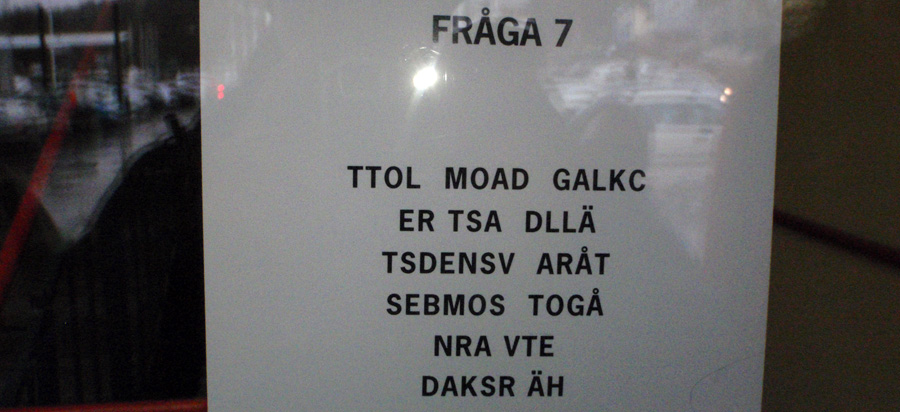 FRÅGA 7
TTOL MOAD GALKC
ER TSA DLLÄ
TSDENSV ARÅT
SEBMOS TOGÅ
NRA VTE
DAKSR ÄH